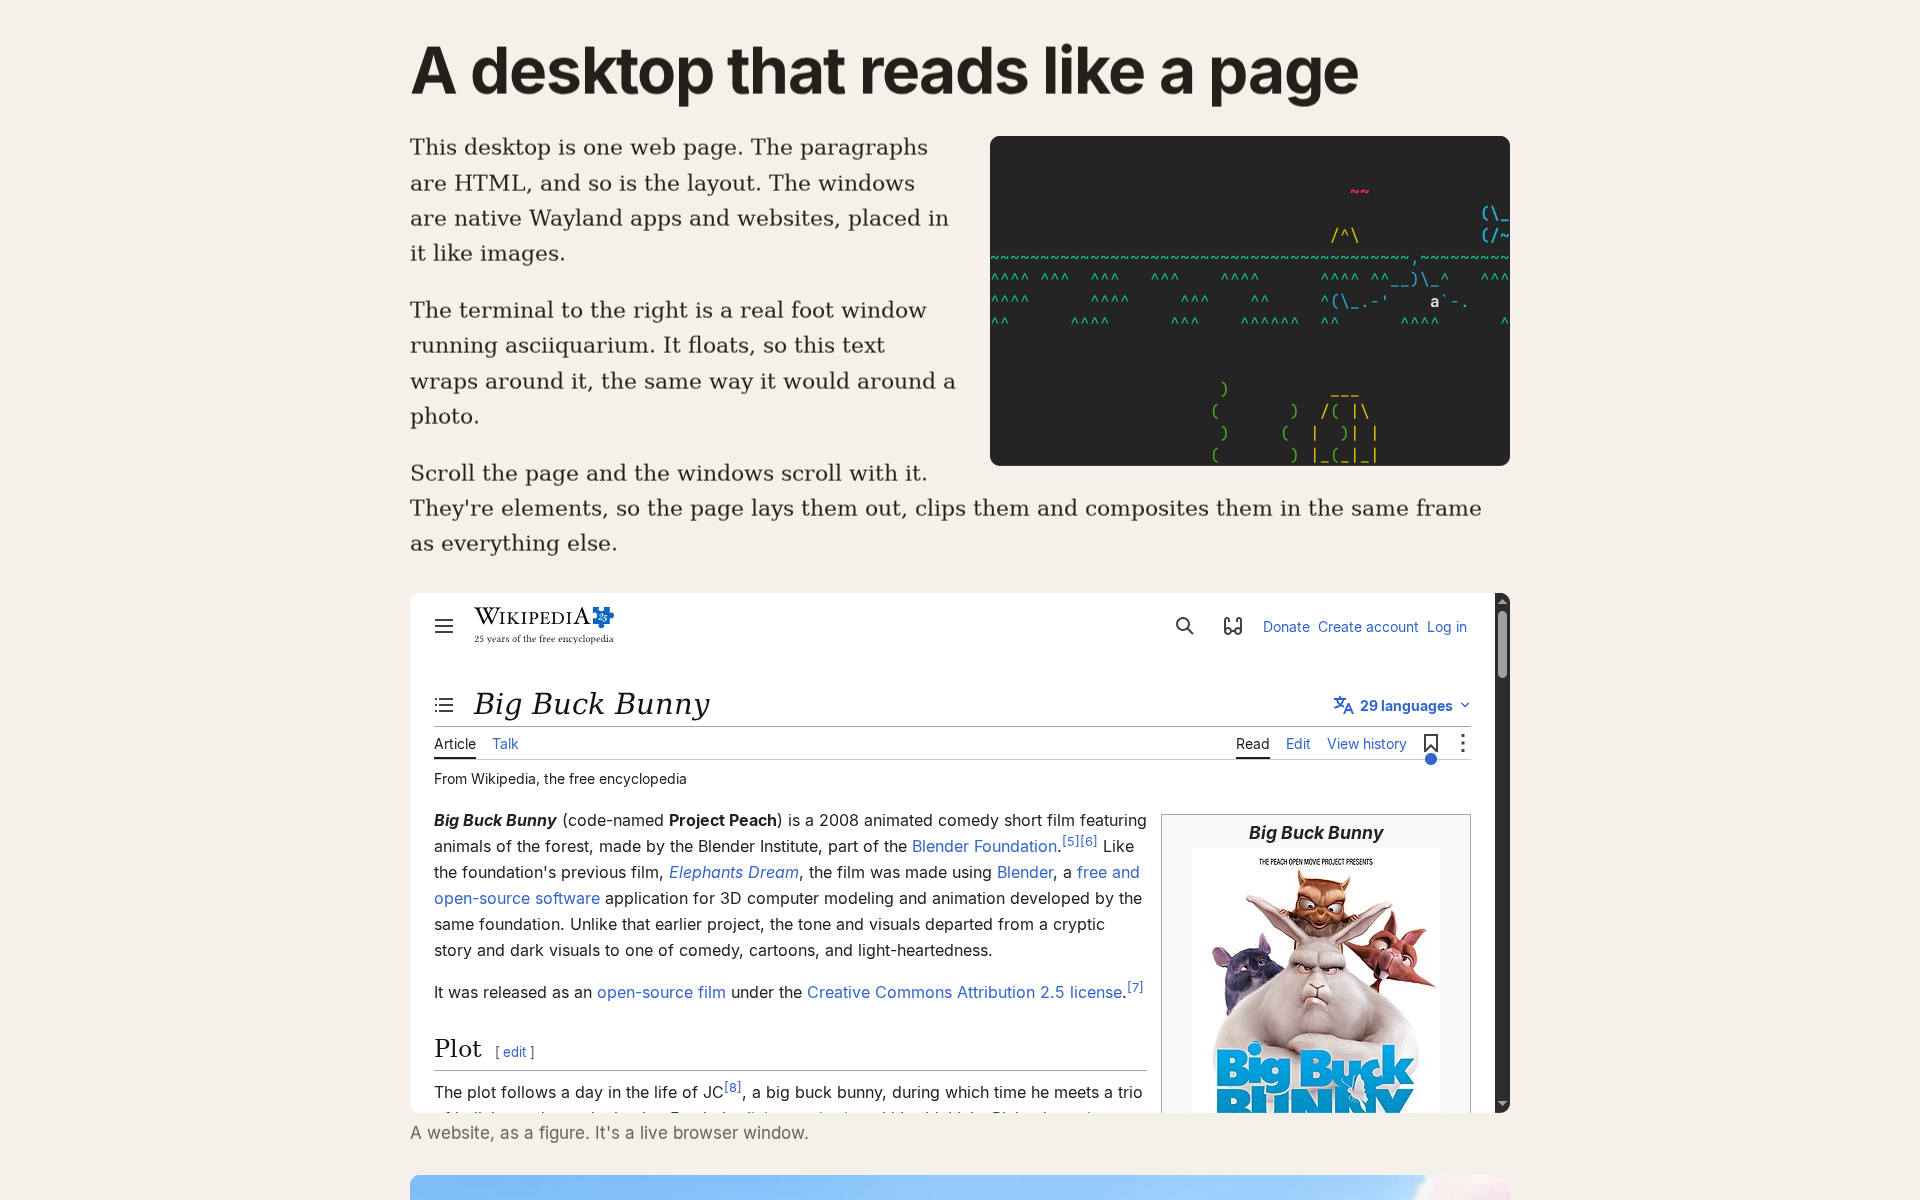 A desktop that reads like a page
This desktop is one web page. The paragraphs
are HTML, and so is the layout. The windows
are native Wayland apps and websites, placed in
it like images.
The terminal to the right is a real foot window
running asciiquarium. It floats, so this text
wraps around it, the same way it would around a
photo.
Scroll the page and the windows scroll with it.
They're elements, so the page lays them out, clips them and composites them in the same frame
as everything else.
WIKIPEDIA 25
25 years of the free encyclopedia
Donate Create account Log in
Big Buck Bunny
29 languages
Article Talk
Read Edit View history
From Wikipedia, the free encyclopedia
Big Buck Bunny (code-named Project Peach) is a 2008 animated comedy short film featuring
animals of the forest, made by the Blender Institute, part of the Blender Foundation.[5][6] Like
the foundation's previous film, Elephants Dream, the film was made using Blender, a free and
open-source software application for 3D computer modeling and animation developed by the
same foundation. Unlike that earlier project, the tone and visuals departed from a cryptic
story and dark visuals to one of comedy, cartoons, and light-heartedness.
It was released as an open-source film under the Creative Commons Attribution 2.5 license.[7]
Plot [ edit ]
The plot follows a day in the life of JC[8], a big buck bunny, during which time he meets a trio
Big Buck Bunny
THE PEACH OPEN MOVIE PROJECT PRESENTS
Big Buck
BUNNY
A website, as a figure. It's a live browser window.